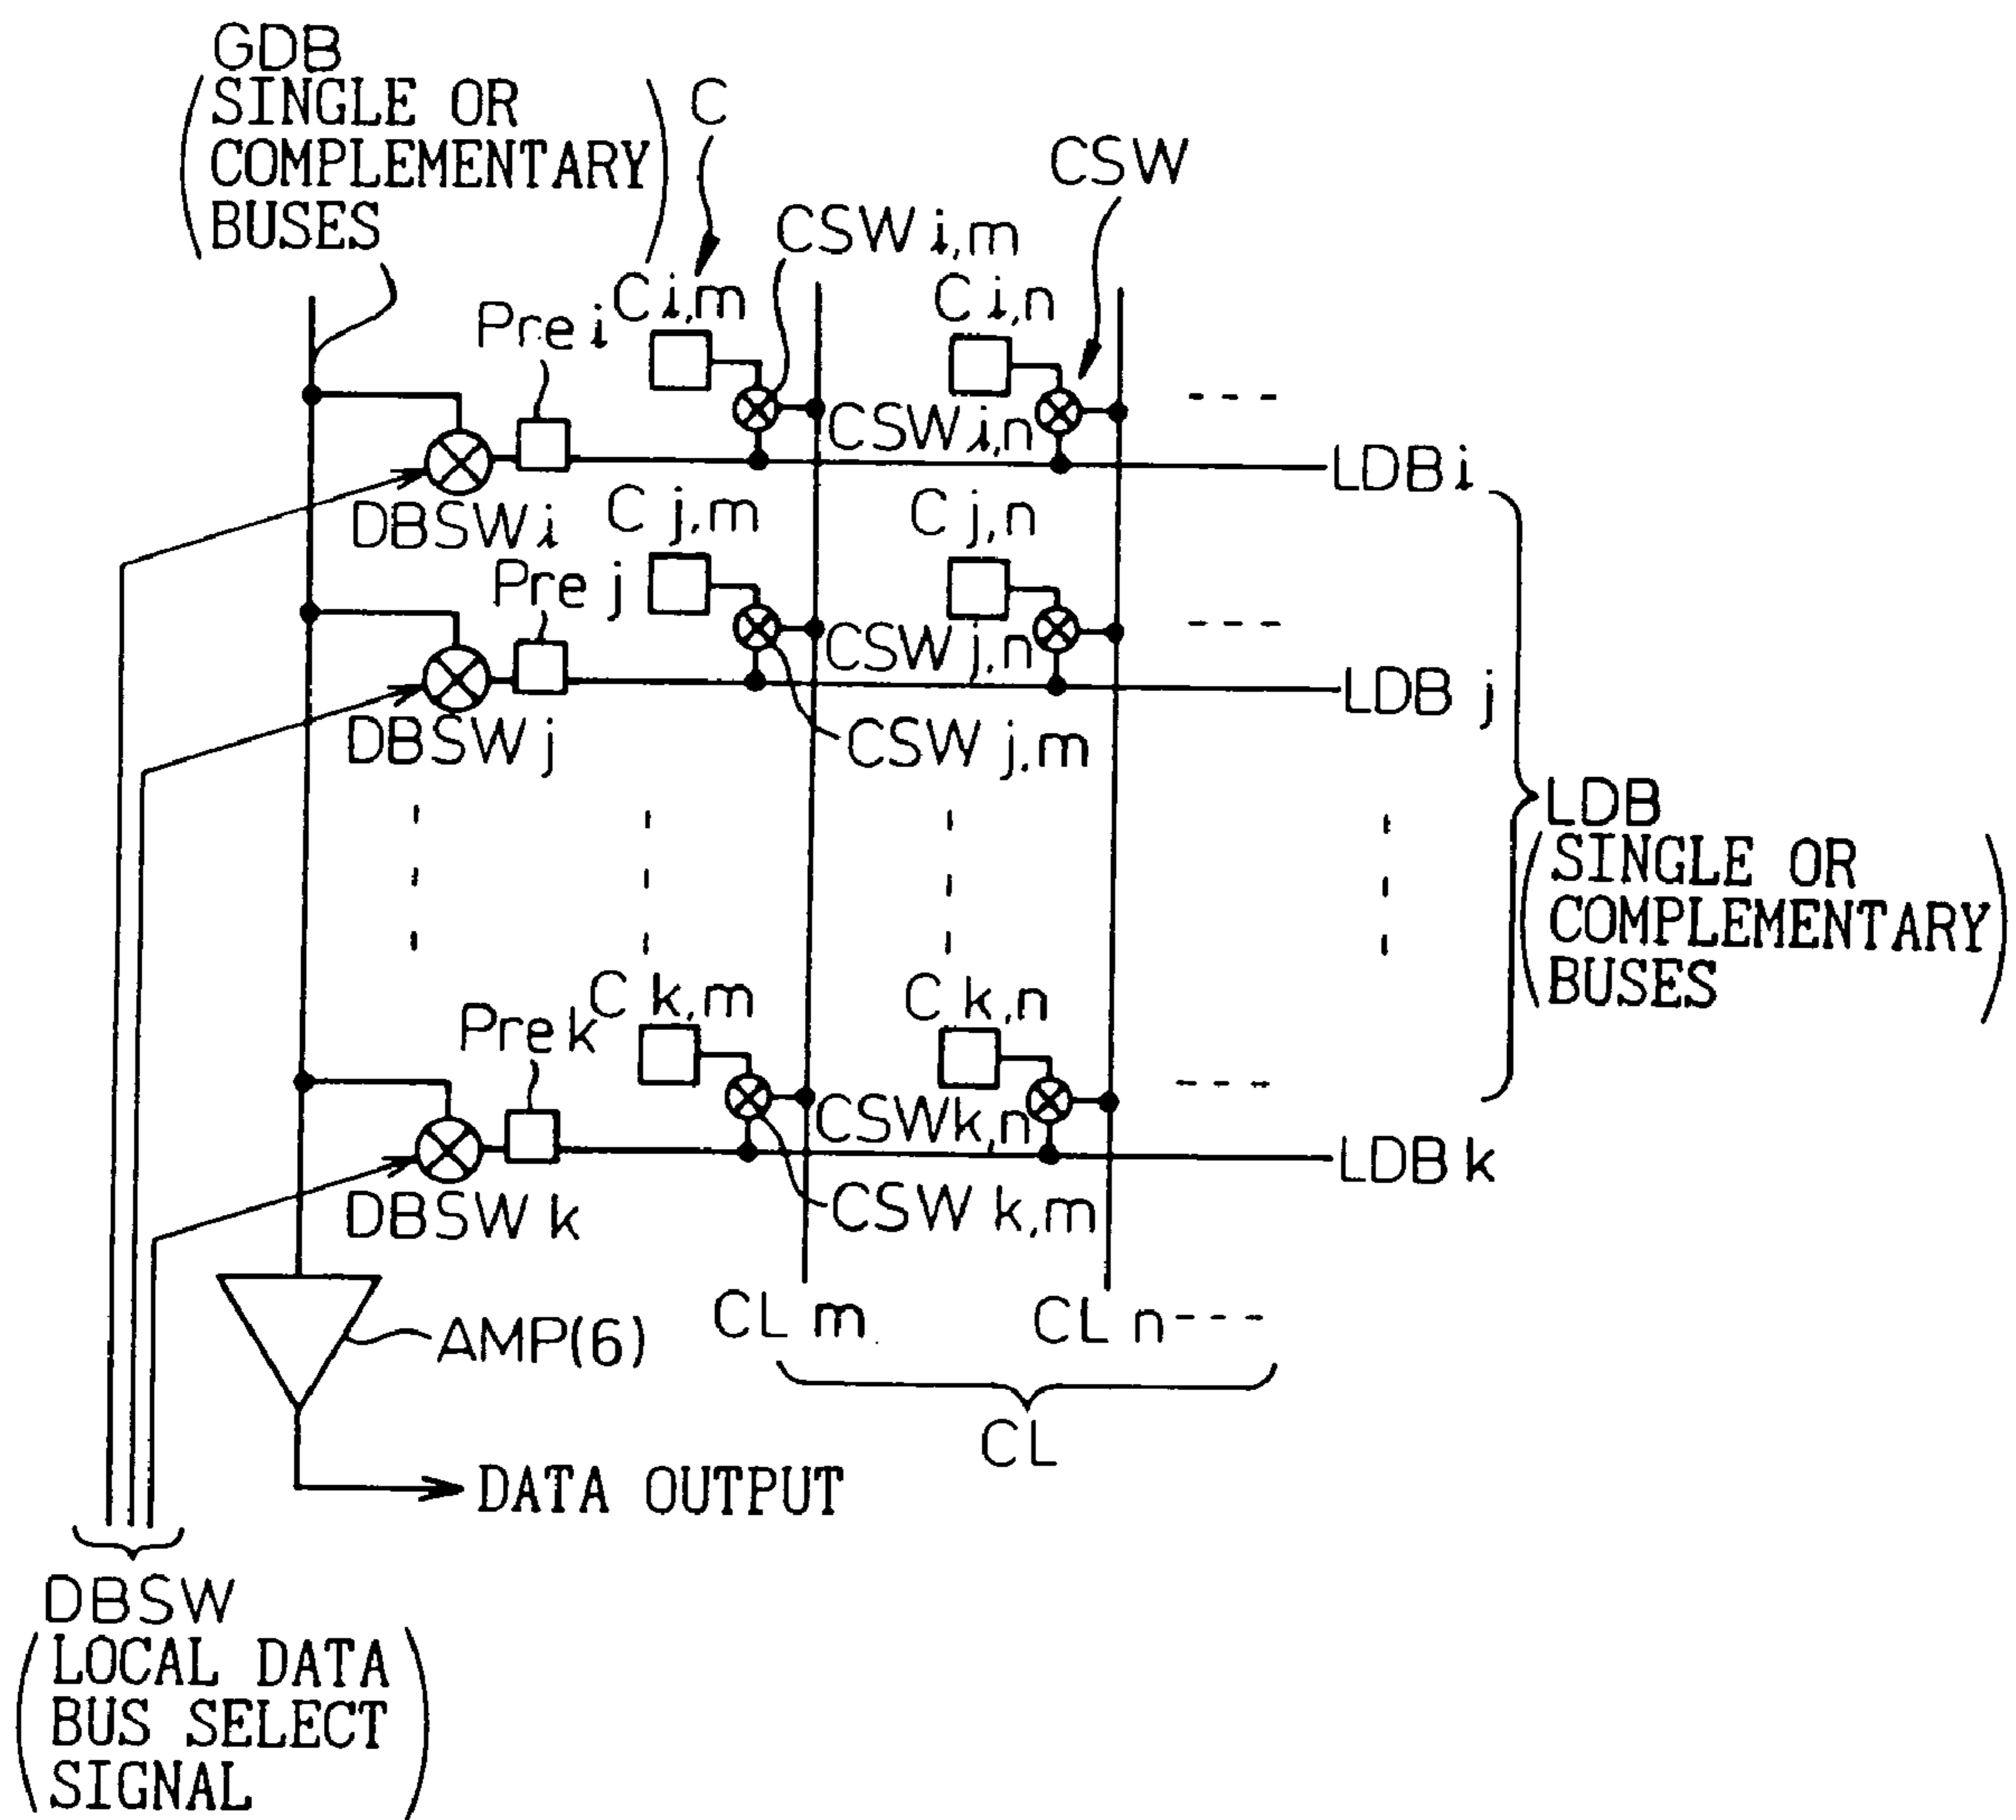 GDB
(SINGLE OR
COMPLEMENTARY
BUSES)
C
CSW
CSW i,m
C i,m
C i,n
Pre i
CSW i,n
LDB i
DBSW i
C j,m
C j,n
Pre j
CSW j,n
LDB j
DBSW j
CSW j,m
LDB
(SINGLE OR
COMPLEMENTARY
BUSES)
C k,m
C k,n
Pre k
CSW k,n
LDB k
DBSW k
CSW k,m
CL m
CL n ---
AMP(6)
CL
DATA OUTPUT
DBSW
(LOCAL DATA
BUS SELECT
SIGNAL)